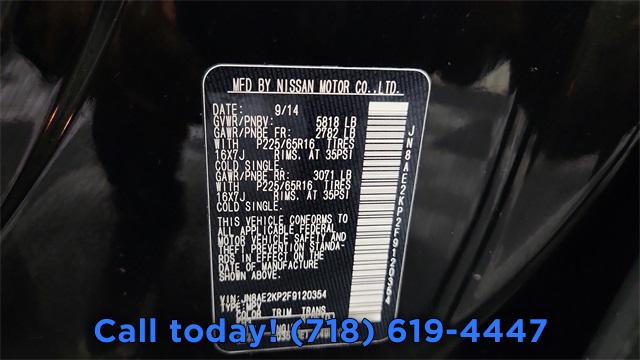 MFD BY NISSAN MOTOR CO.,LTD.
DATE: 9/14
GVWR/PNBV: 5818 LB
GAWR/PNBE FR: 2782 LB
WITH P225/65R16 TIRES
16X7J RIMS. AT 35PSI
COLD SINGLE.
GAWR/PNBE RR: 3071 LB
WITH P225/65R16 TIRES
16X7J RIMS. AT 35PSI
COLD SINGLE.
THIS VEHICLE CONFORMS TO
ALL APPLICABLE FEDERAL
MOTOR VEHICLE SAFETY AND
THEFT PREVENTION STANDA-
RDS IN EFFECT ON THE
DATE OF MANUFACTURE
SHOWN ABOVE.
VIN:JN8AE2KP2F9120354
TYPE:MPV
COLOR TRIM TRANS
JN8AE2KP2F9120354
Call today! (718) 619-4447